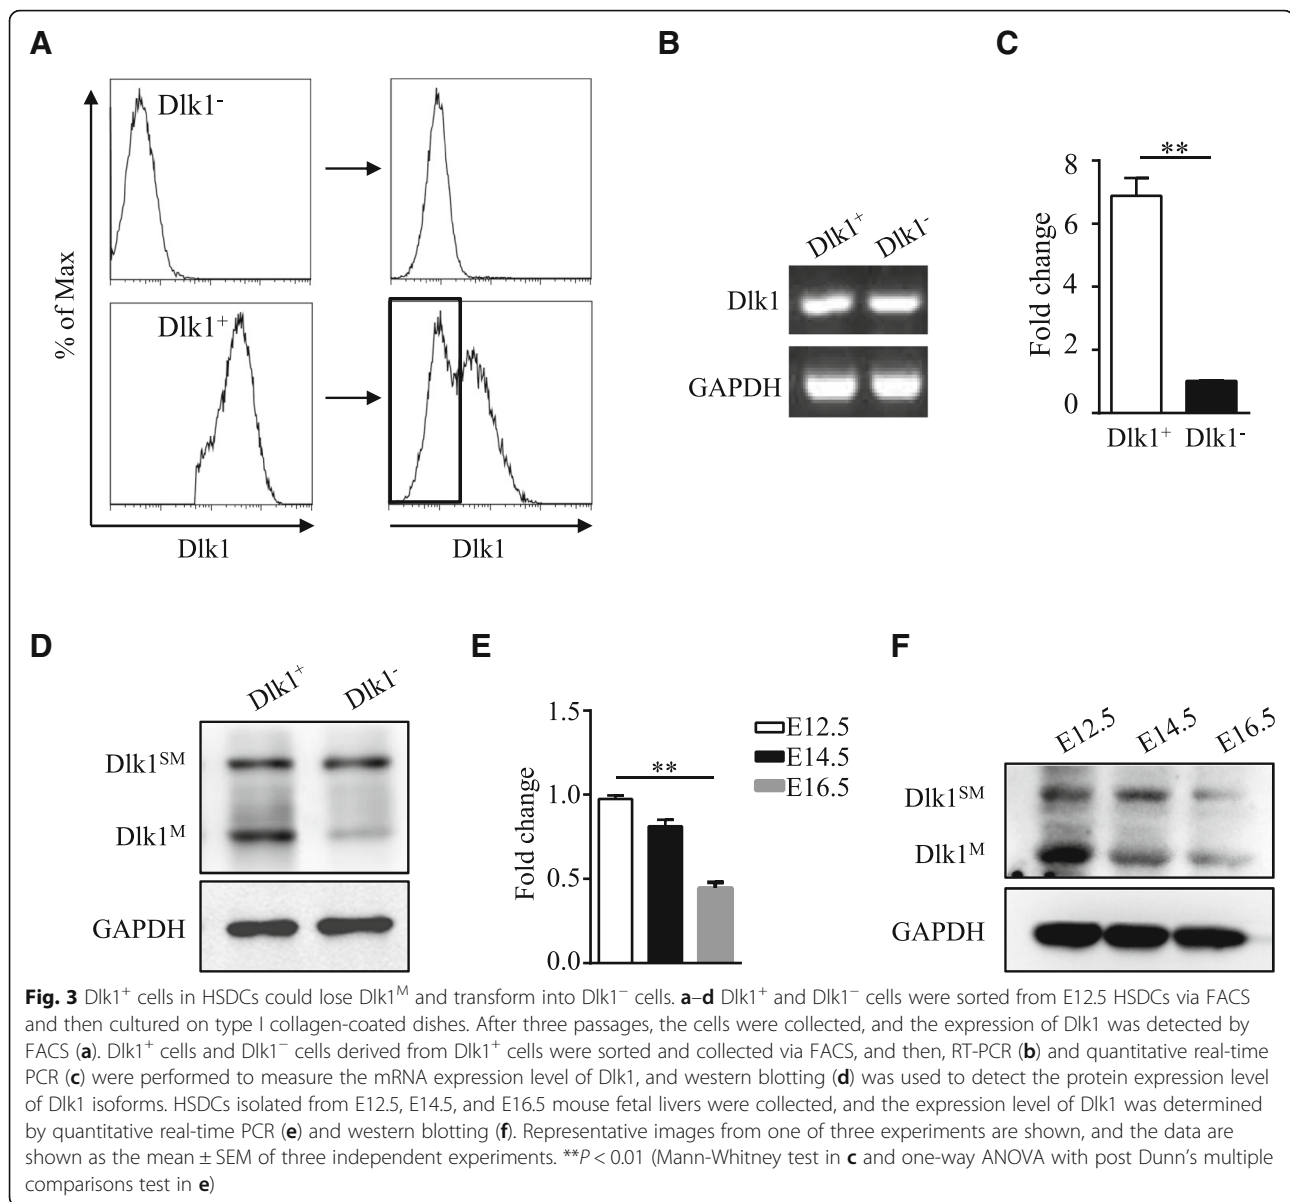 A
B
C
Dlk1-
Dlk1+
% of Max
Dlk1
Dlk1
Dlk1+ Dlk1-
Dlk1
GAPDH
**
Fold change
8
6
4
2
0
Dlk1+ Dlk1-
D
E
F
Dlk1+ Dlk1-
Dlk1SM
Dlk1M
GAPDH
1.5
1.0
0.5
0.0
Fold change
**
E12.5
E14.5
E16.5
E12.5 E14.5 E16.5
Dlk1SM
Dlk1M
GAPDH
Fig. 3 Dlk1+ cells in HSDCs could lose Dlk1M and transform into Dlk1− cells. a–d Dlk1+ and Dlk1− cells were sorted from E12.5 HSDCs via FACS
and then cultured on type I collagen-coated dishes. After three passages, the cells were collected, and the expression of Dlk1 was detected by
FACS (a). Dlk1+ cells and Dlk1− cells derived from Dlk1+ cells were sorted and collected via FACS, and then, RT-PCR (b) and quantitative real-time
PCR (c) were performed to measure the mRNA expression level of Dlk1, and western blotting (d) was used to detect the protein expression level
of Dlk1 isoforms. HSDCs isolated from E12.5, E14.5, and E16.5 mouse fetal livers were collected, and the expression level of Dlk1 was determined
by quantitative real-time PCR (e) and western blotting (f). Representative images from one of three experiments are shown, and the data are
shown as the mean ± SEM of three independent experiments. **P < 0.01 (Mann-Whitney test in c and one-way ANOVA with post Dunn's multiple
comparisons test in e)